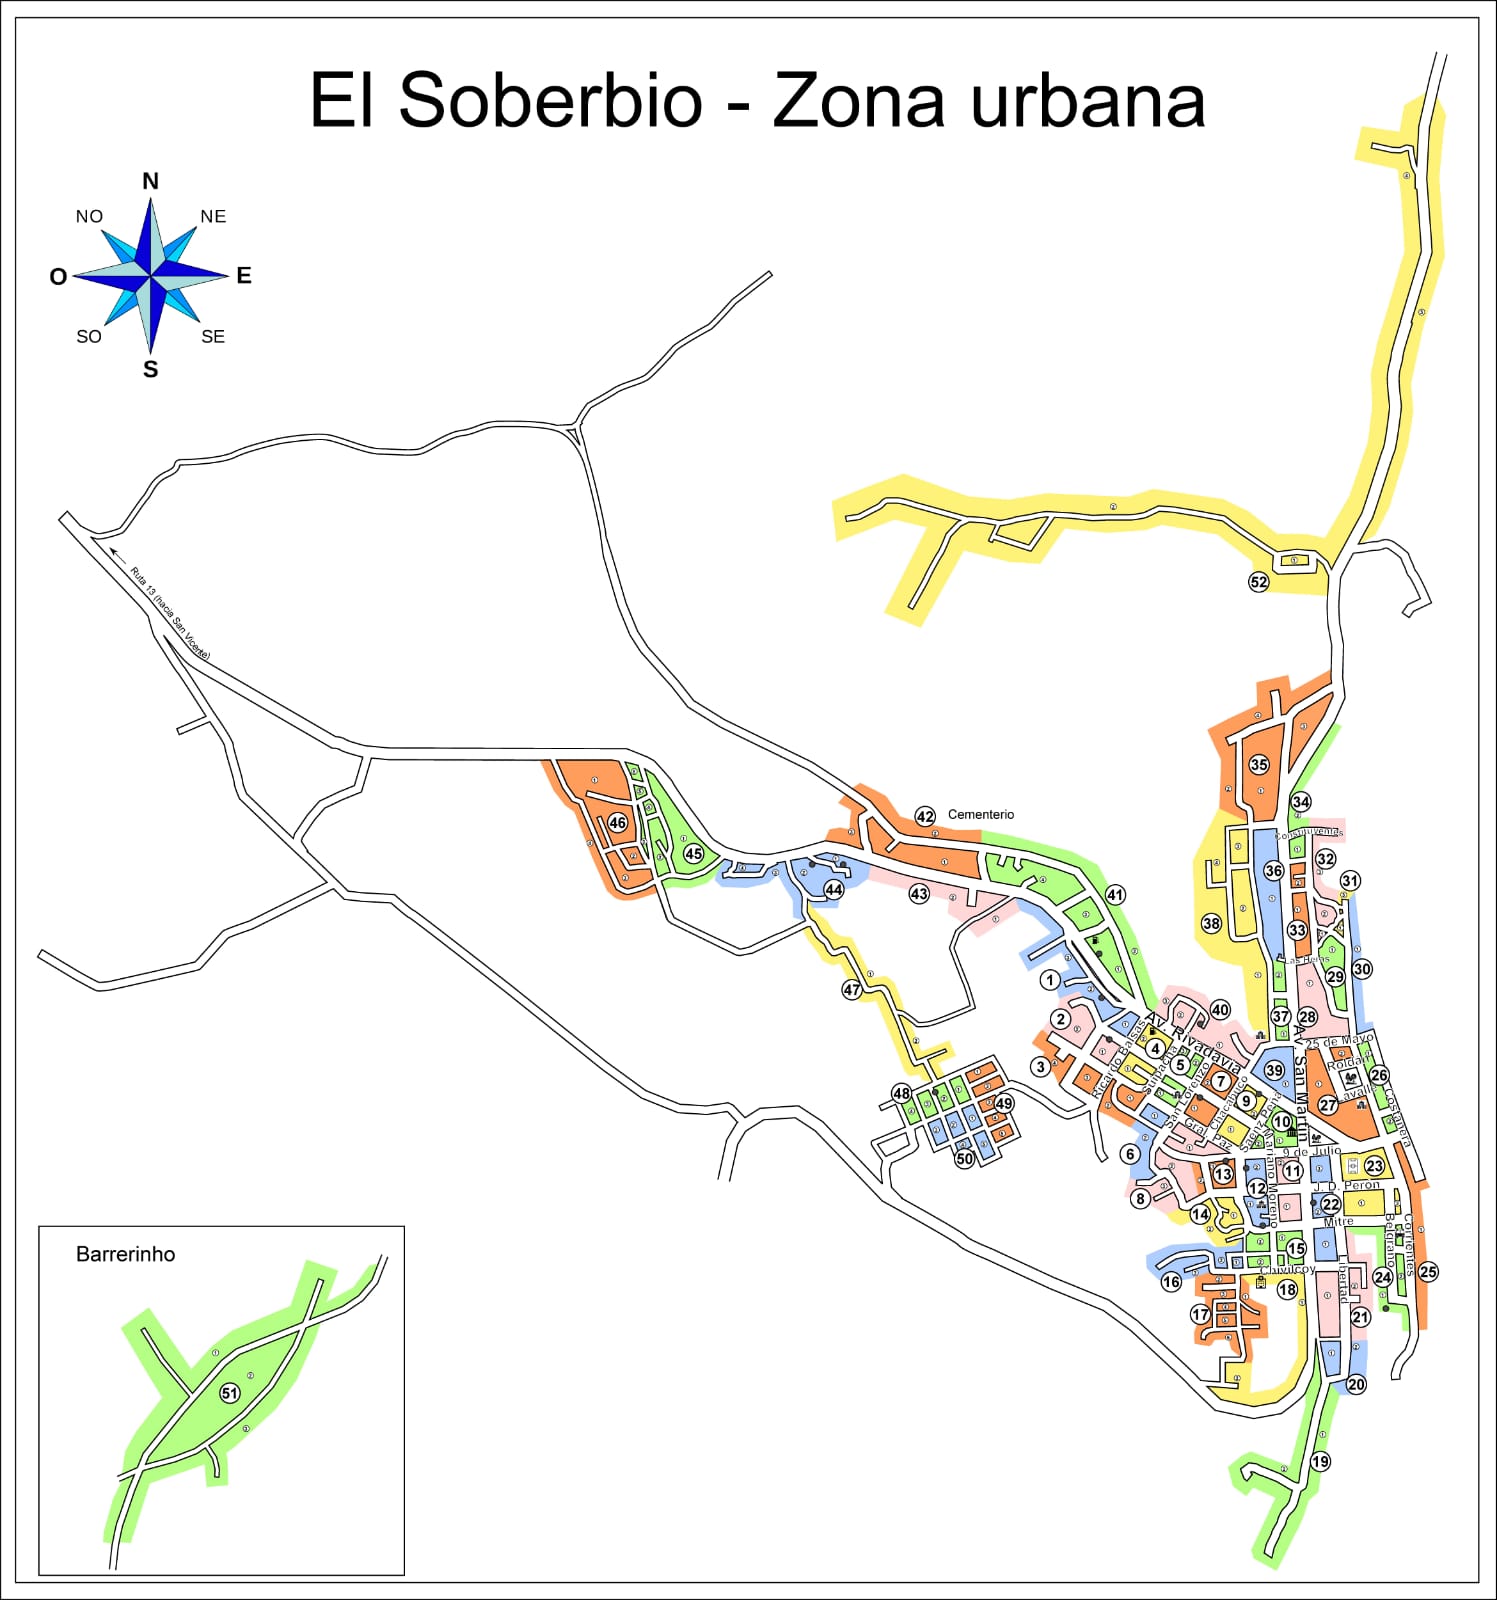 El Soberbio - Zona urbana
N
NO
NE
O
E
SO
SE
S
Ruta 13 (hacia San Vicente)
52
35
34
Constituyentes
32
31
36
33
38
Las Heras
29
30
37
28
46
45
42
Cementerio
44
43
41
47
1
2
3
40
Av. Rivadavia
4
5
7
9
10
Ricardo Balsas
Suipacha
San Lorenzo
Chacabuco
Gral Paz
Saenz Peña
Mariano Moreno
Av. San Martín
39
25 de Mayo
Roldán
Lavalle
26
27
Costanera
48
49
50
6
8
9 de Julio
11
12
13
14
23
J. D. Perón
22
Mitre
Belgrano
Corrientes
15
Chivilcoy
Libertad
16
17
18
24
25
21
20
19
Barrerinho
51